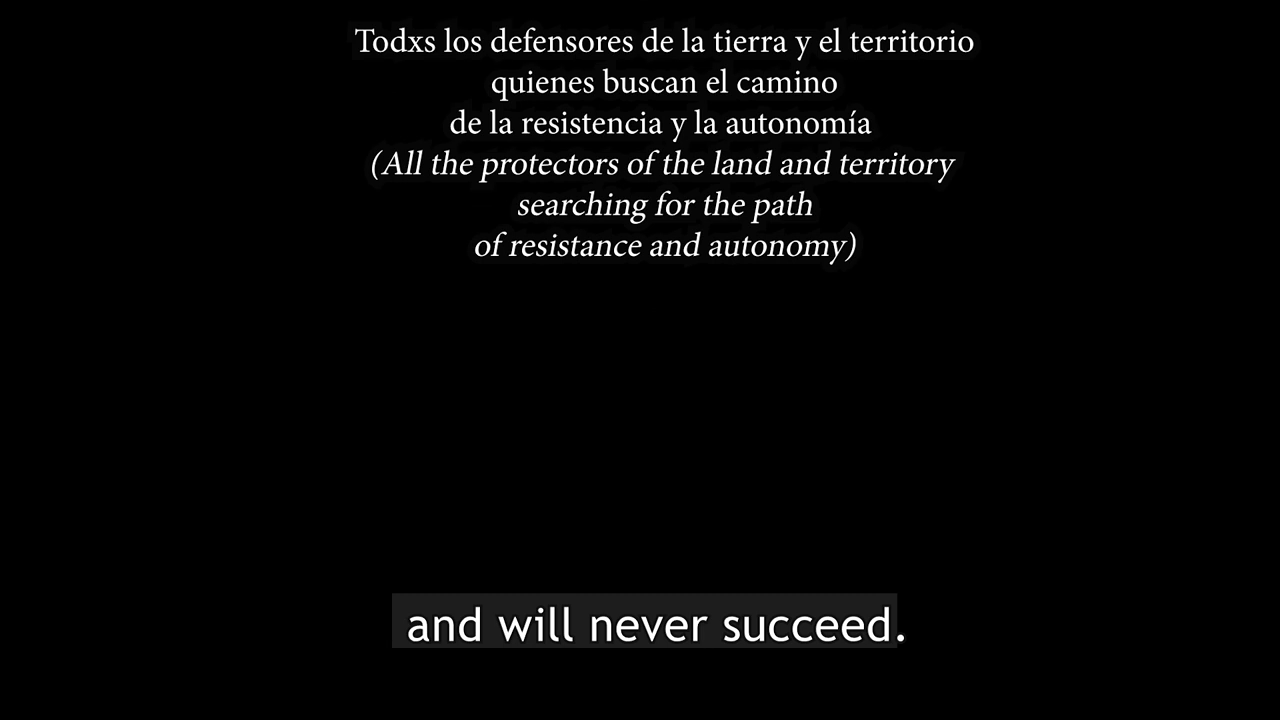 Todxs los defensores de la tierra y el territorio
quienes buscan el camino
de la resistencia y la autonomía
(All the protectors of the land and territory
searching for the path
of resistance and autonomy)
and will never succeed.